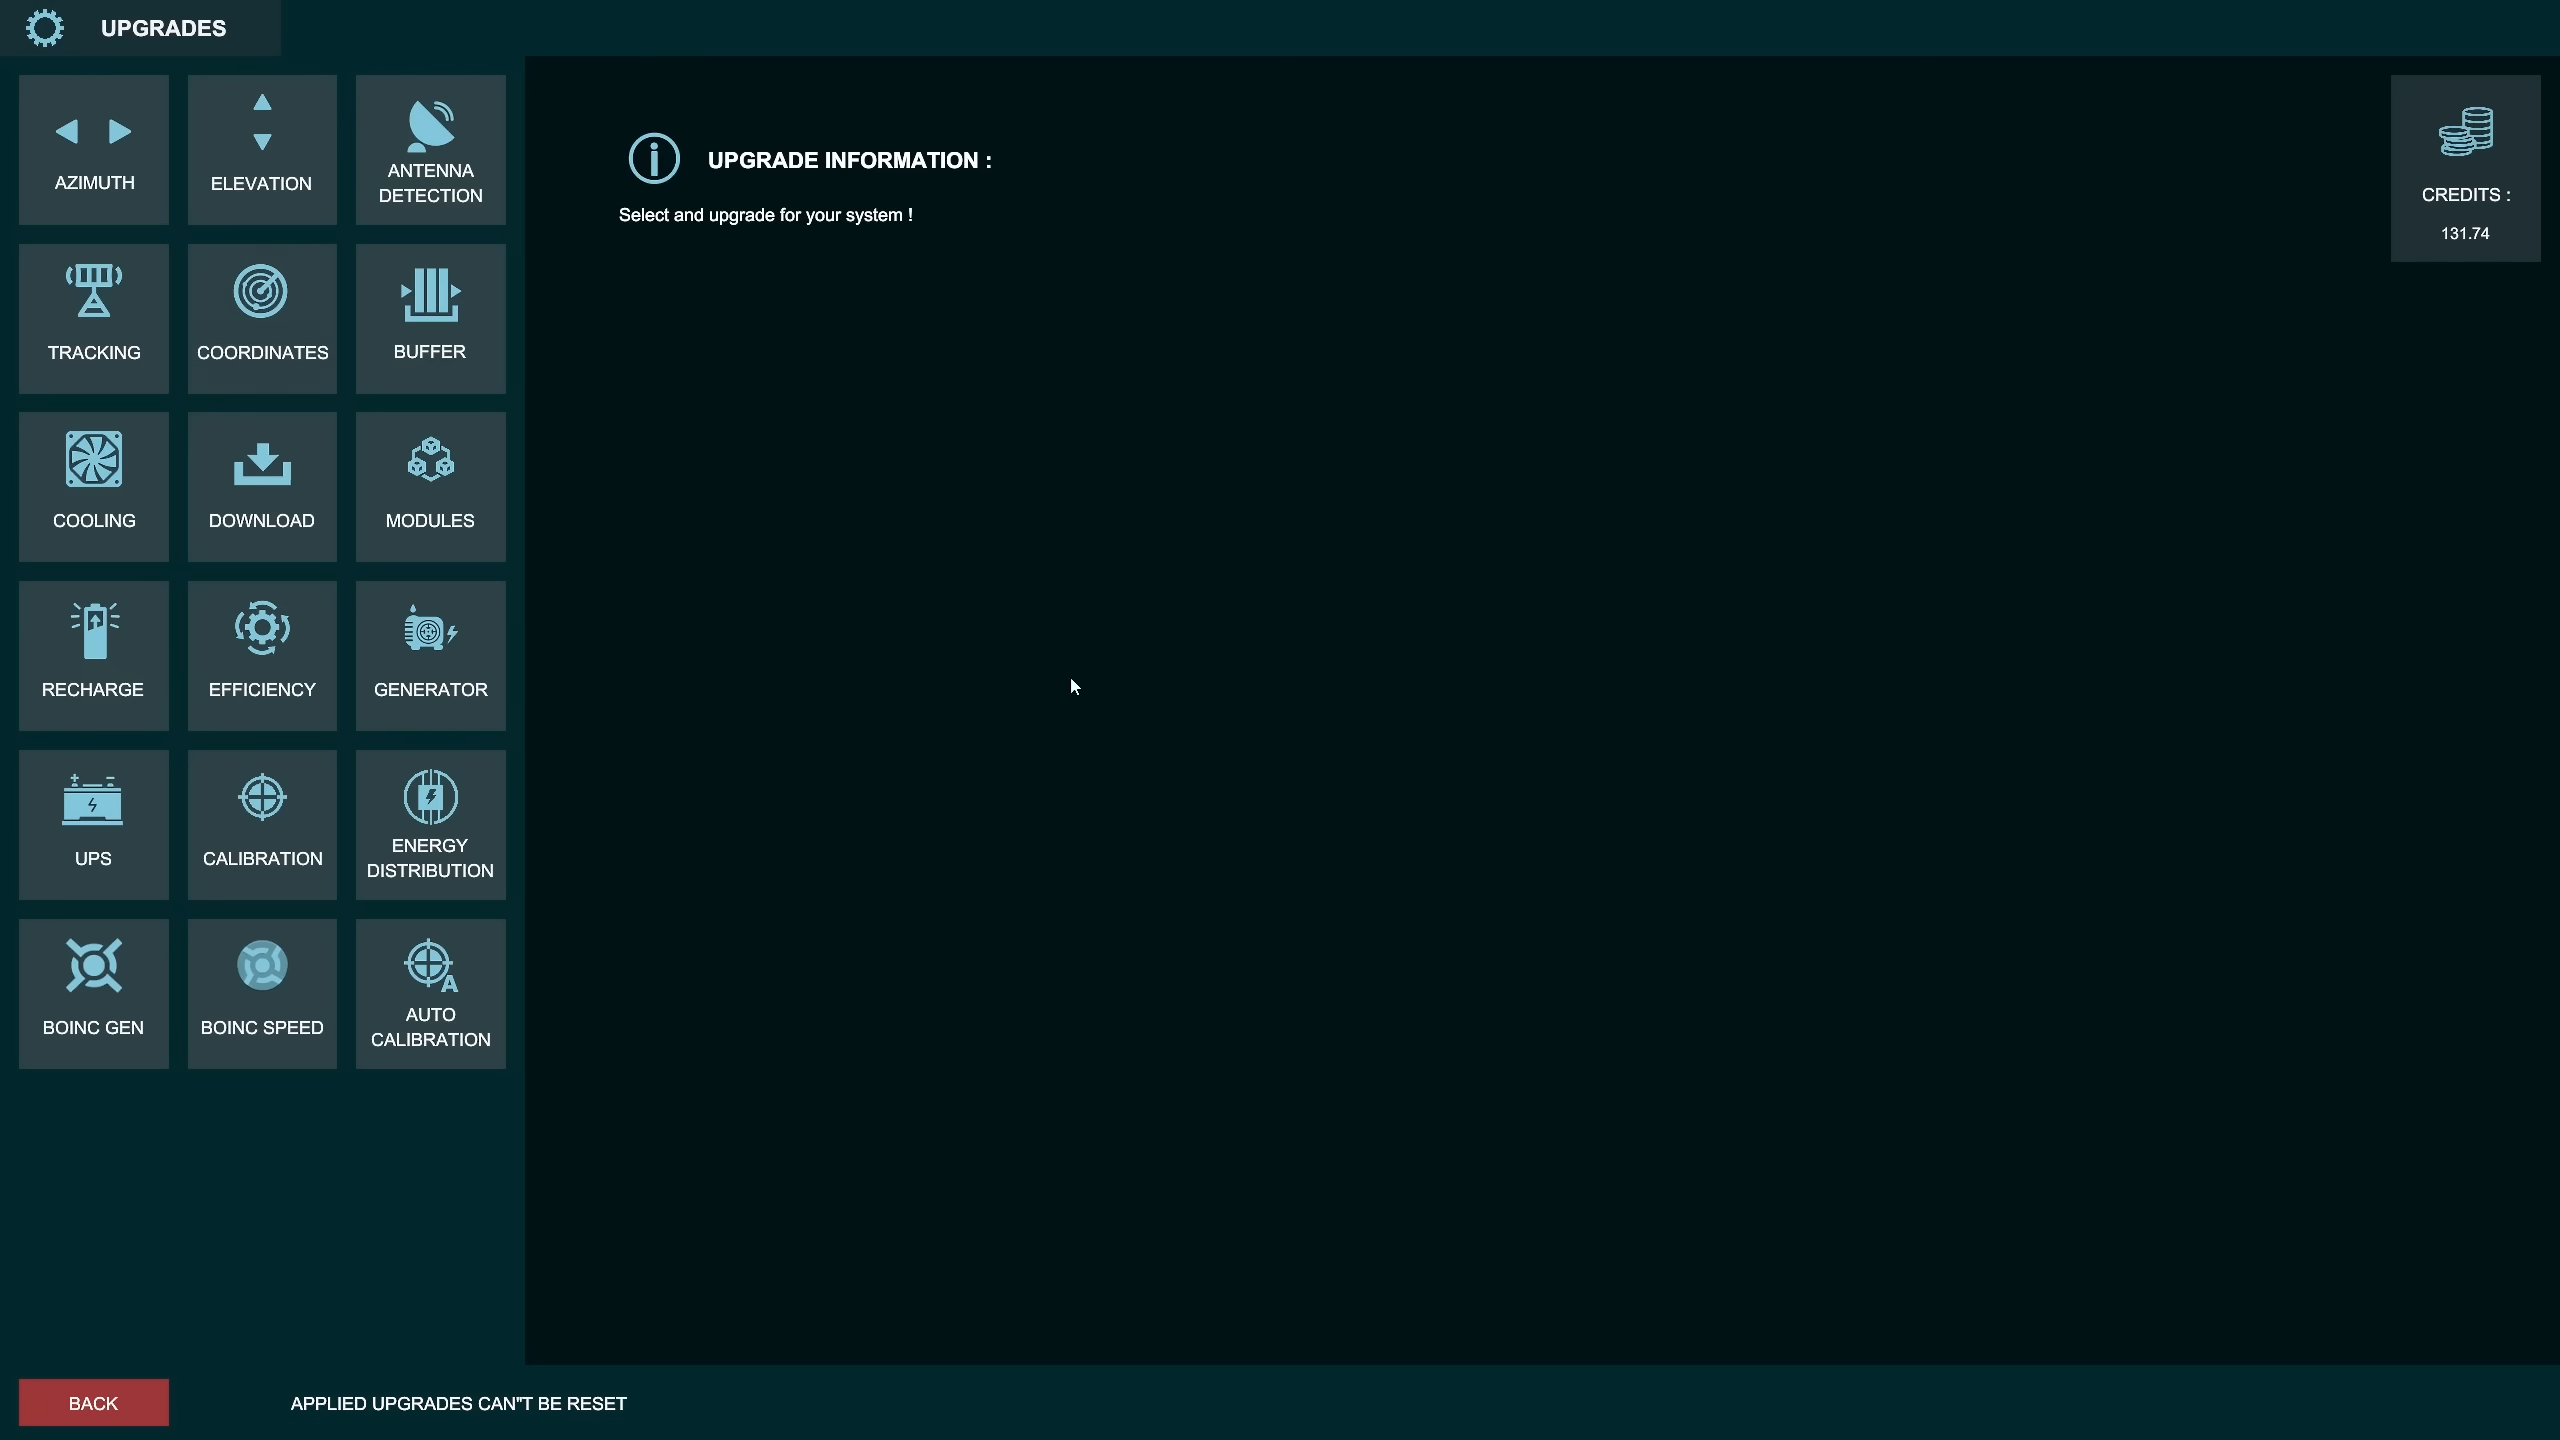 UPGRADES
AZIMUTH
ELEVATION
ANTENNA
DETECTION
TRACKING
COORDINATES
BUFFER
COOLING
DOWNLOAD
MODULES
RECHARGE
EFFICIENCY
GENERATOR
UPS
CALIBRATION
ENERGY
DISTRIBUTION
BOINC GEN
BOINC SPEED
A
AUTO
CALIBRATION
UPGRADE INFORMATION :
Select and upgrade for your system !
CREDITS :
131.74
BACK
APPLIED UPGRADES CAN"T BE RESET